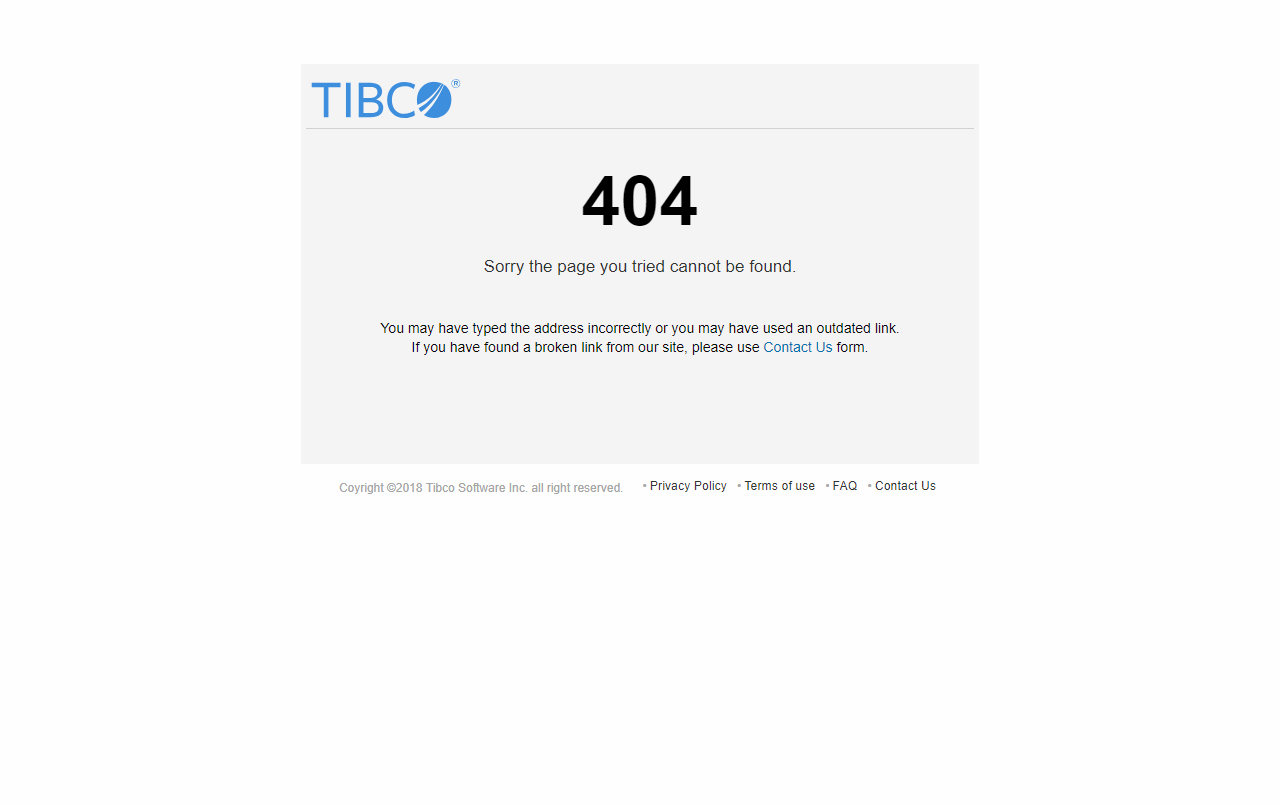 TIBCO®
404
Sorry the page you tried cannot be found.
You may have typed the address incorrectly or you may have used an outdated link.
If you have found a broken link from our site, please use Contact Us form.
Coyright ©2018 Tibco Software Inc. all right reserved. • Privacy Policy • Terms of use • FAQ • Contact Us